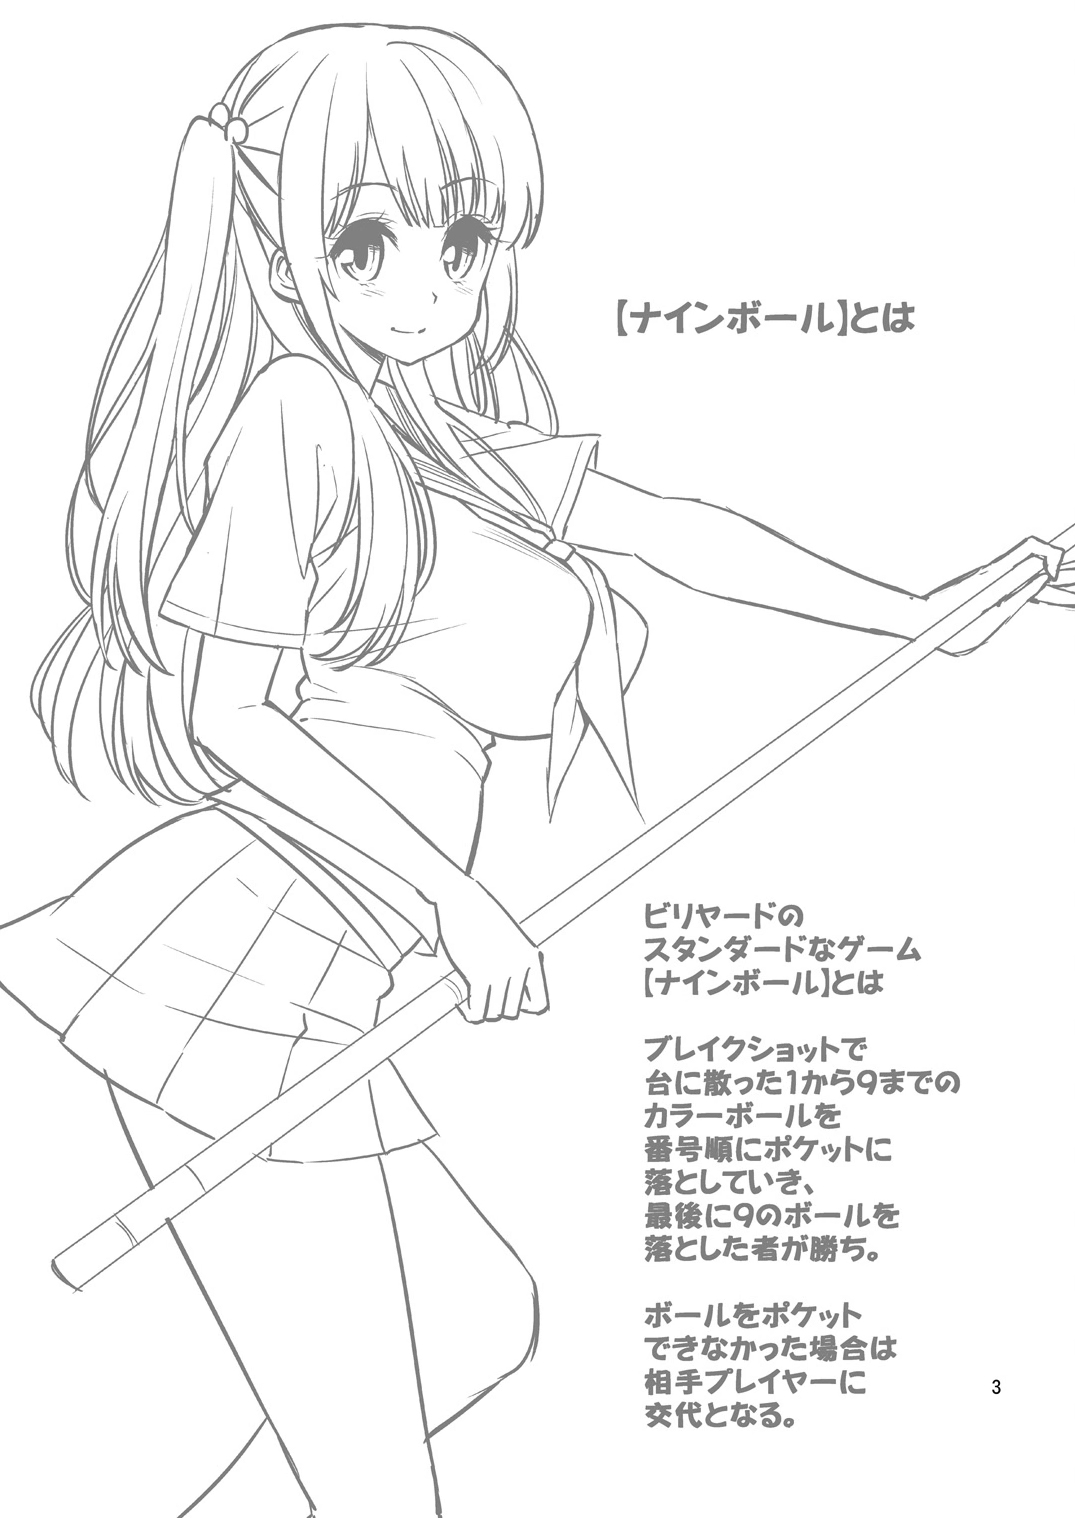 【ナインボール】とは
ビリヤードの
スタンダードなゲーム
【ナインボール】とは
ブレイクショットで
台に散った1から9までの
カラーボールを
番号順にポケットに
落としていき、
最後に9のボールを
落とした者が勝ち。
ボールをポケット
できなかった場合は
相手プレイヤーに
交代となる。
3